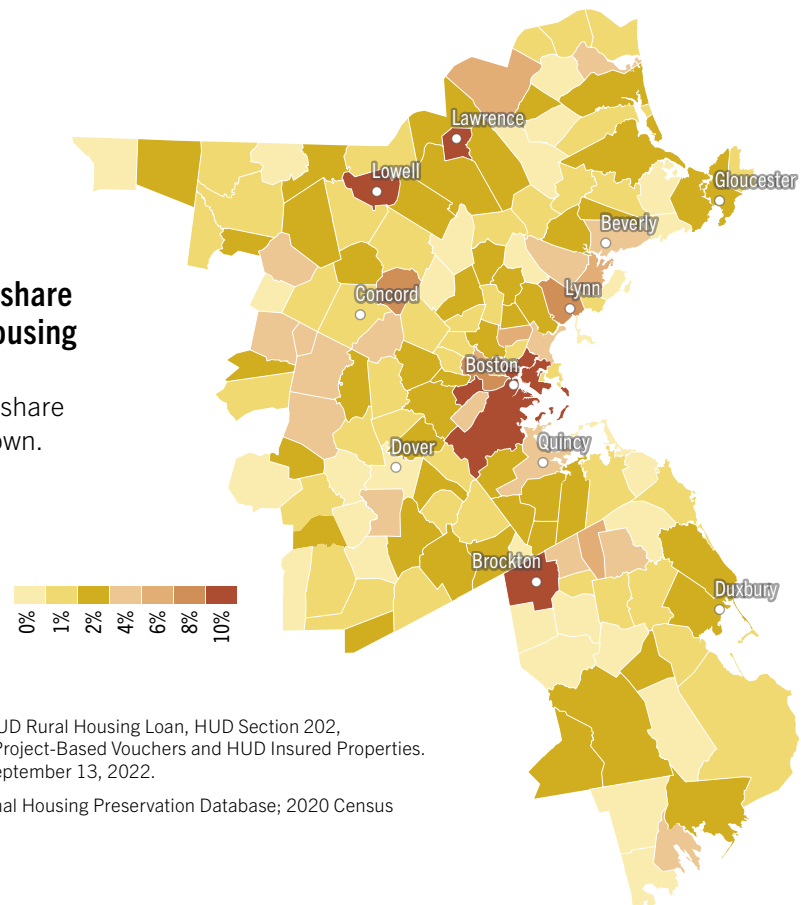 share
ousing
share
own.
Lawrence
Lowell
Gloucester
Beverly
Concord
Lynn
Boston
Dover
Quincy
Brockton
Duxbury
0%
1%
2%
4%
6%
8%
10%
UD Rural Housing Loan, HUD Section 202,
Project-Based Vouchers and HUD Insured Properties.
eptember 13, 2022.
nal Housing Preservation Database; 2020 Census